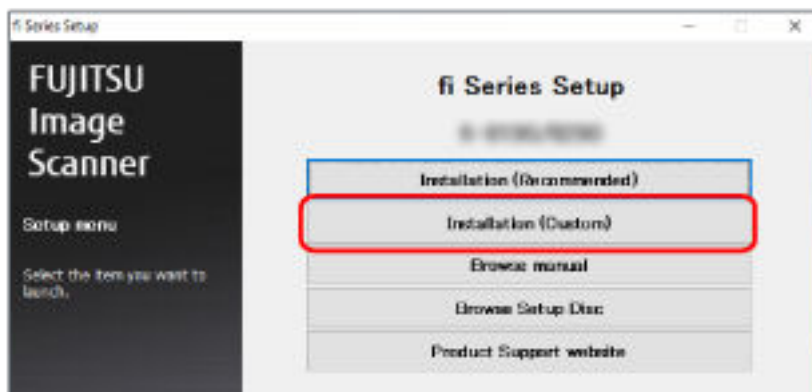 fi Series Setup
FUJITSU
Image
Scanner
Setup menu
Select the item you want to
launch.
fi Series Setup
Installation (Recommended)
Installation (Custom)
Browse manual
Browse Setup Disc
Product Support website